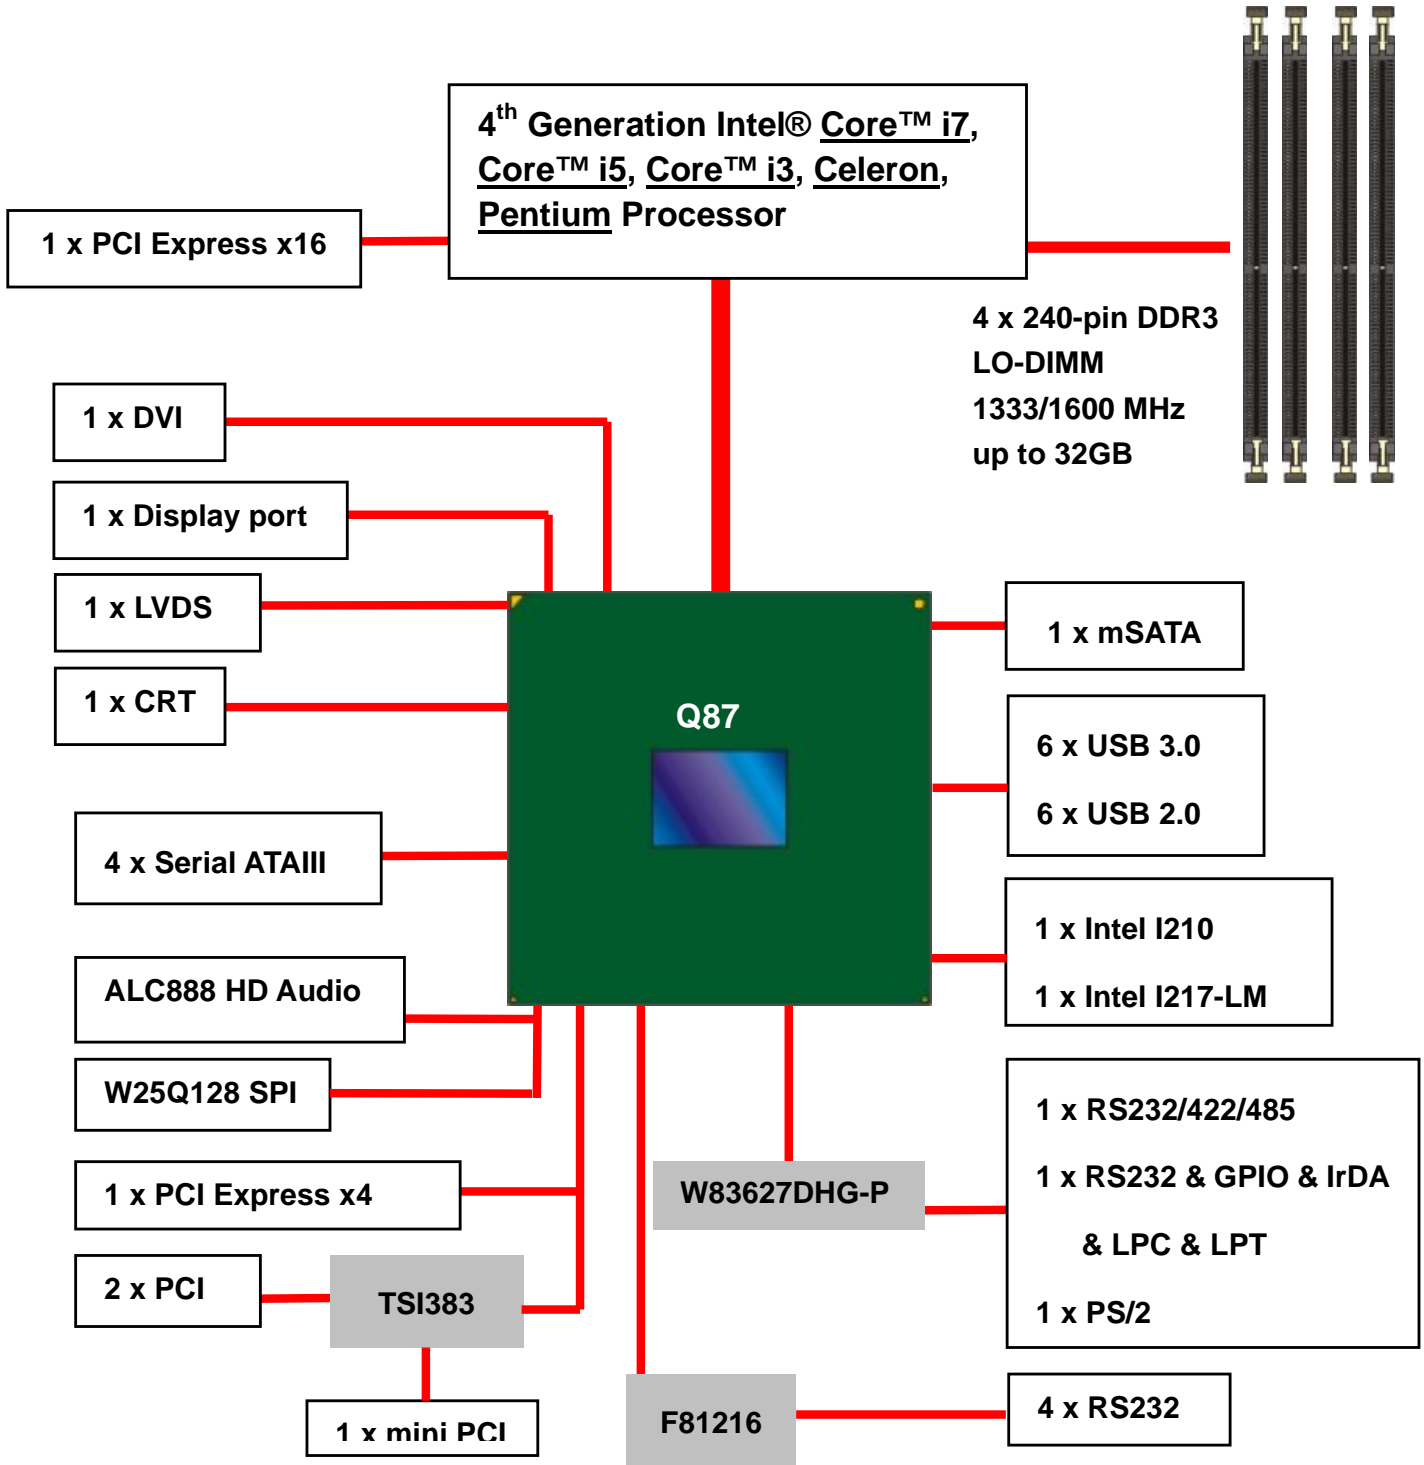 4th Generation Intel® Core™ i7,
Core™ i5, Core™ i3, Celeron,
Pentium Processor
1 x PCI Express x16
4 x 240-pin DDR3
LO-DIMM
1333/1600 MHz
up to 32GB
1 x DVI
1 x Display port
1 x LVDS
1 x CRT
Q87
1 x mSATA
6 x USB 3.0
6 x USB 2.0
4 x Serial ATAIII
1 x Intel I210
1 x Intel I217-LM
ALC888 HD Audio
W25Q128 SPI
1 x PCI Express x4
2 x PCI
TSI383
1 x mini PCI
W83627DHG-P
1 x RS232/422/485
1 x RS232 & GPIO & IrDA
& LPC & LPT
1 x PS/2
F81216
4 x RS232